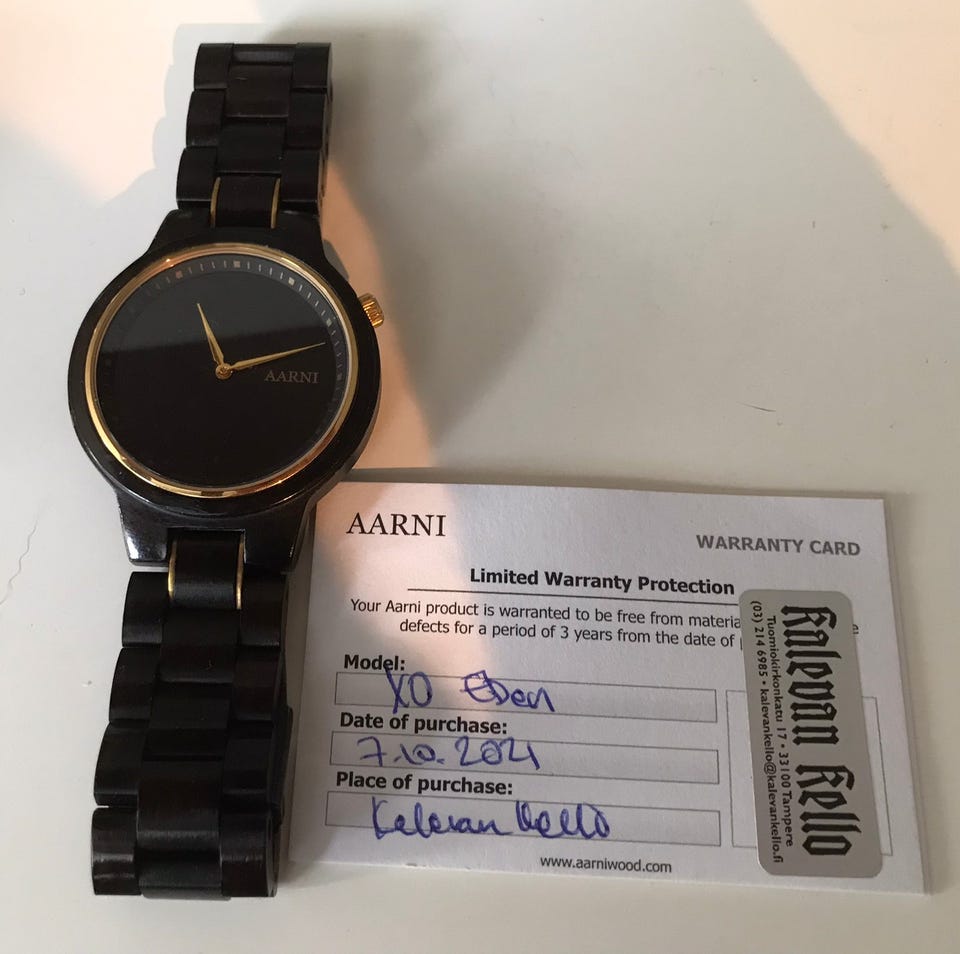 AARNI
AARNI
WARRANTY CARD
Limited Warranty Protection
Your Aarni product is warranted to be free from materia
defects for a period of 3 years from the date of
Model:
XO Eben
Date of purchase:
7.10.2021
Place of purchase:
Kalevan Kello
www.aarniwood.com
Kalevan Kello
Tuomiokirkonkatu 17 • 33100 Tampere
(03) 214 6985 • kalevankello@kalevankello.fi